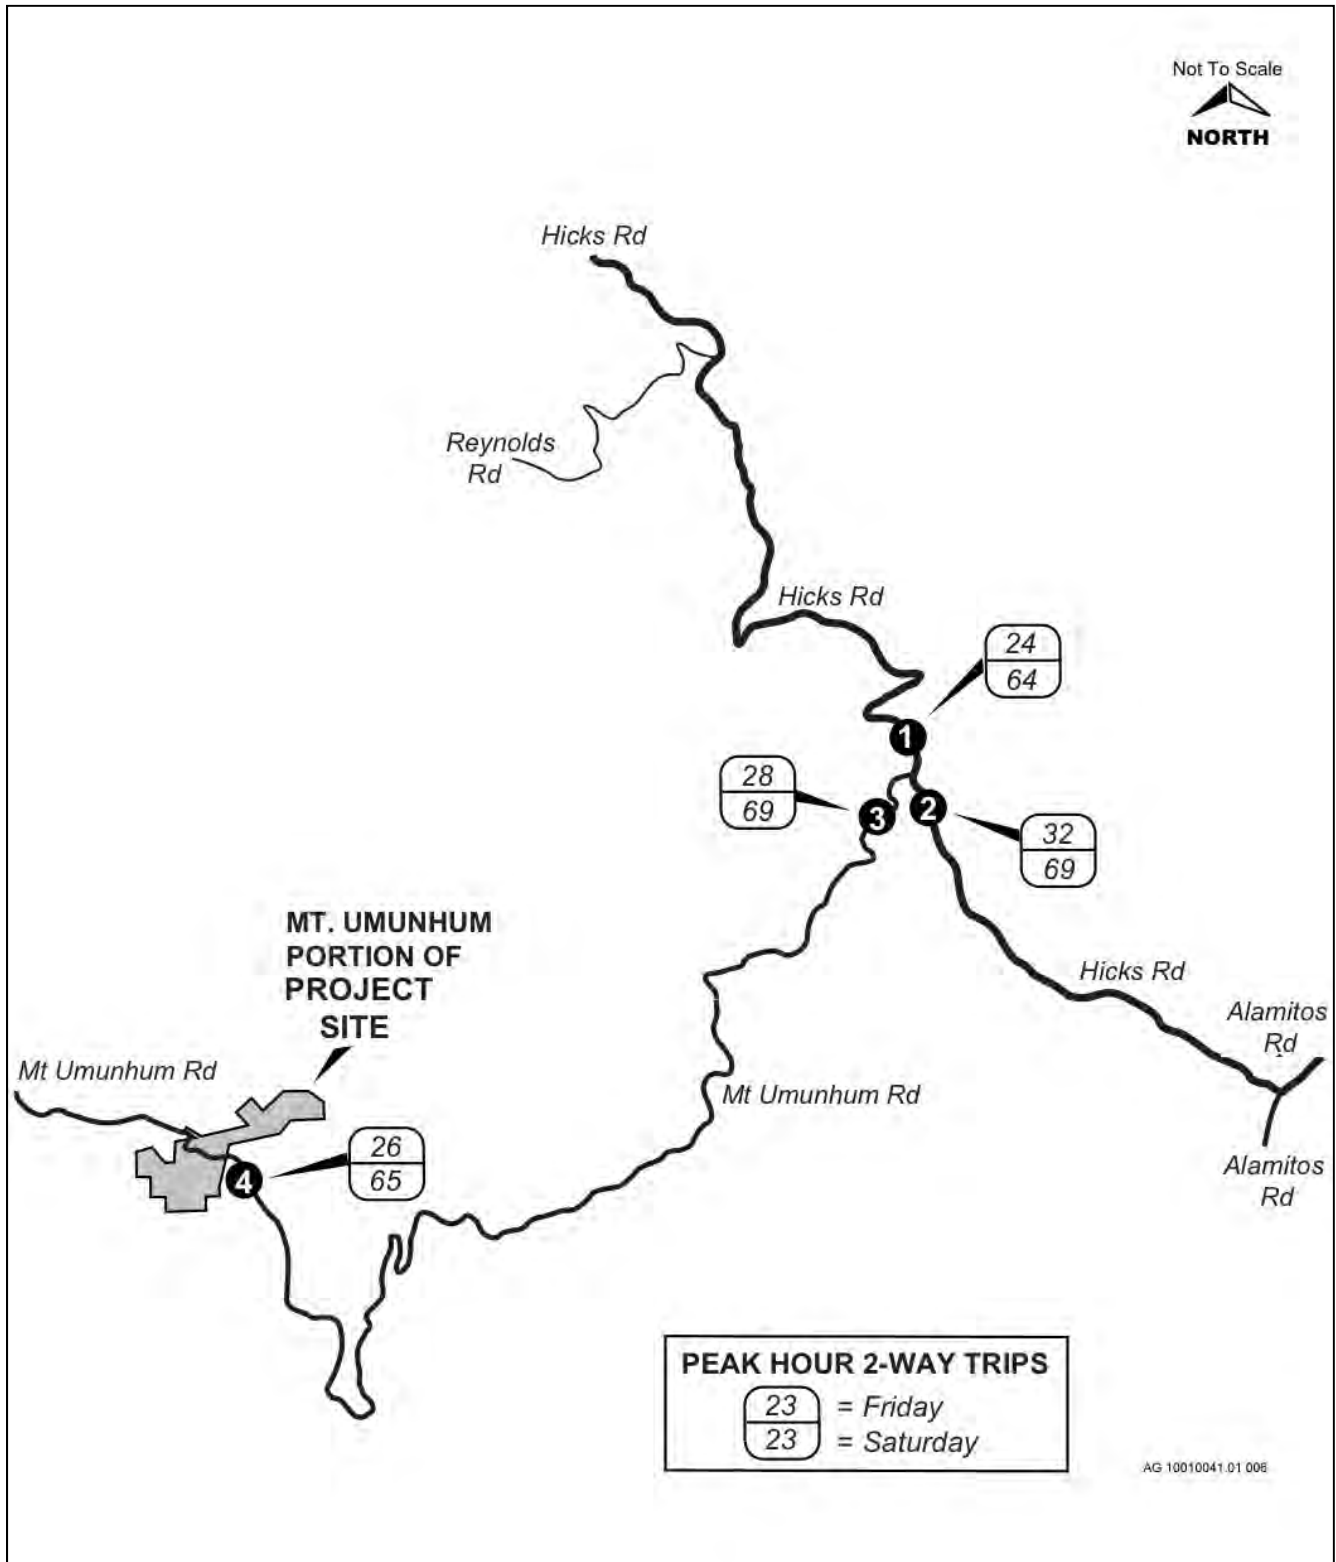 Not To Scale
NORTH
Hicks Rd
Reynolds
Rd
Hicks Rd
24
64
1
28
69
3
2
32
69
MT. UMUNHUM
PORTION OF
PROJECT
SITE
Hicks Rd
Alamitos
Rd
Mt Umunhum Rd
Mt Umunhum Rd
26
65
4
Alamitos
Rd
PEAK HOUR 2-WAY TRIPS
23 = Friday
23 = Saturday
AG 10010041.01 006